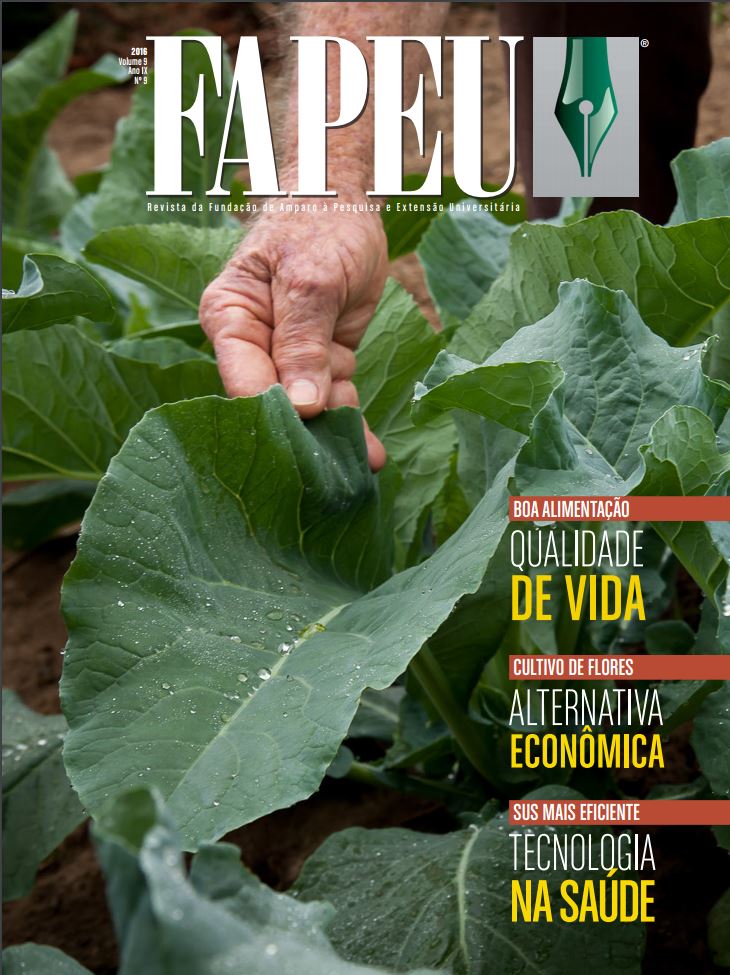 2016
Volume 9
Ano IX
Nº 9
FAPEU
®
Revista da Fundação de Amparo à Pesquisa e Extensão Universitária
BOA ALIMENTAÇÃO
QUALIDADE
DE VIDA
CULTIVO DE FLORES
ALTERNATIVA
ECONÔMICA
SUS MAIS EFICIENTE
TECNOLOGIA
NA SAÚDE